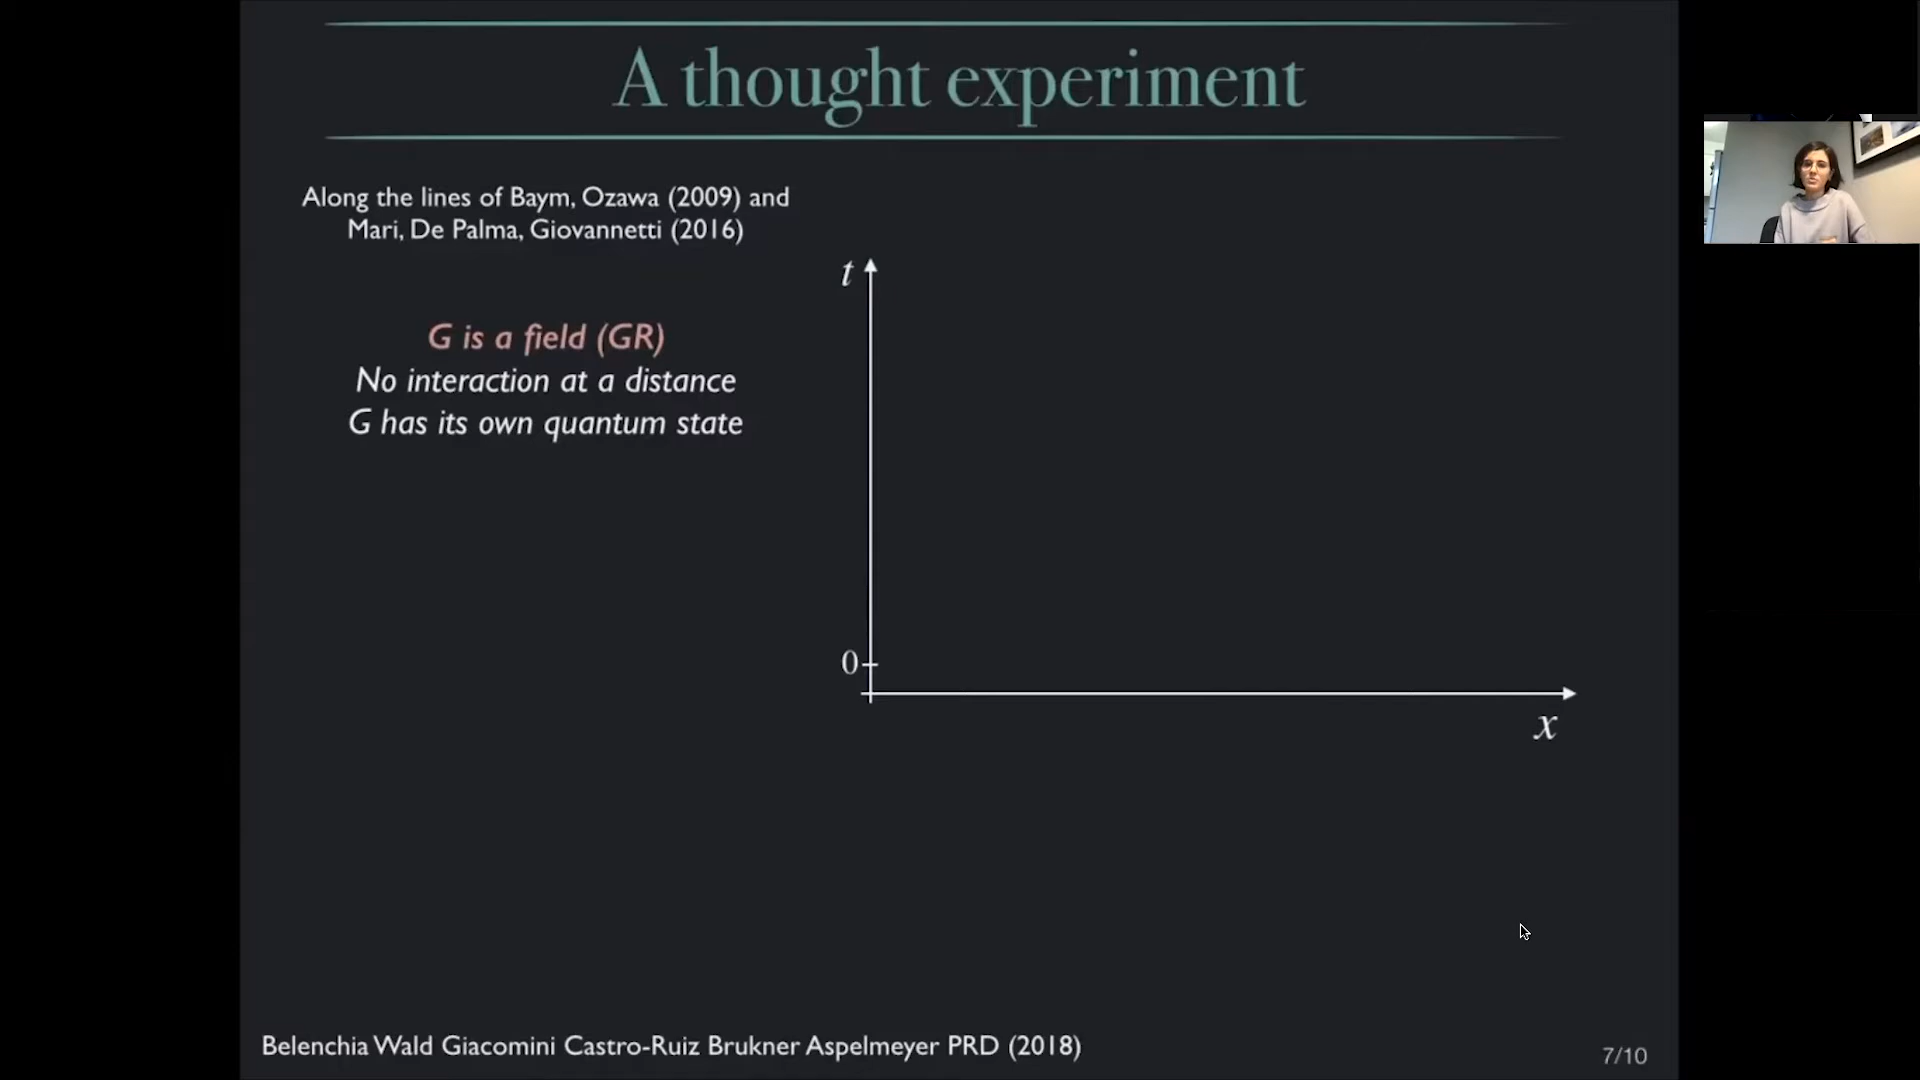 A thought experiment
Along the lines of Baym, Ozawa (2009) and
Mari, De Palma, Giovannetti (2016)
G is a field (GR)
No interaction at a distance
G has its own quantum state
t
0
x
Belenchia Wald Giacomini Castro-Ruiz Brukner Aspelmeyer PRD (2018)
7/10